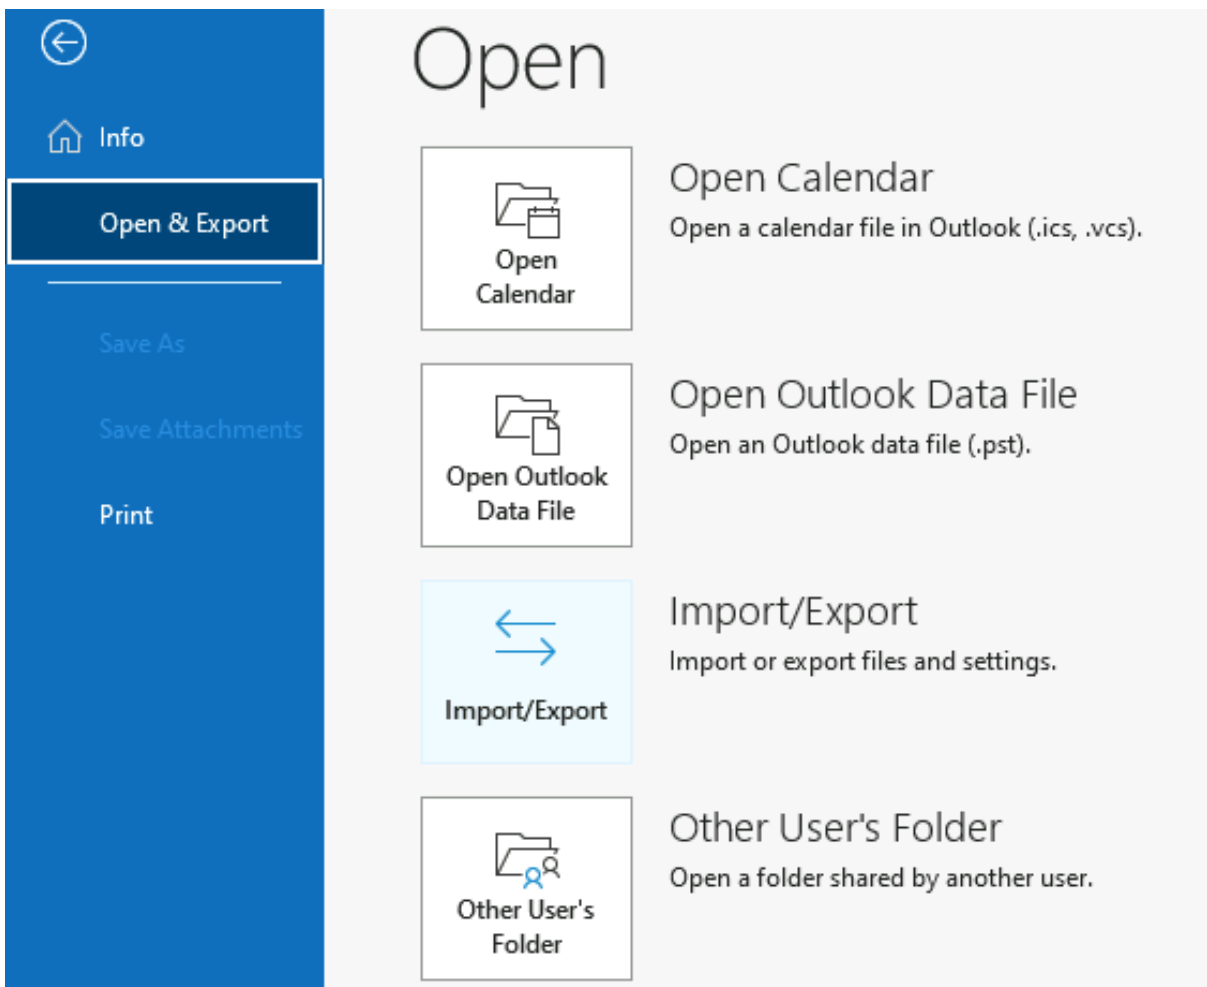 Info
Open & Export
Save As
Save Attachments
Print
Open
Open
Calendar
Open Calendar
Open a calendar file in Outlook (.ics, .vcs).
Open Outlook
Data File
Open Outlook Data File
Open an Outlook data file (.pst).
Import/Export
Import/Export
Import or export files and settings.
Other User's
Folder
Other User's Folder
Open a folder shared by another user.